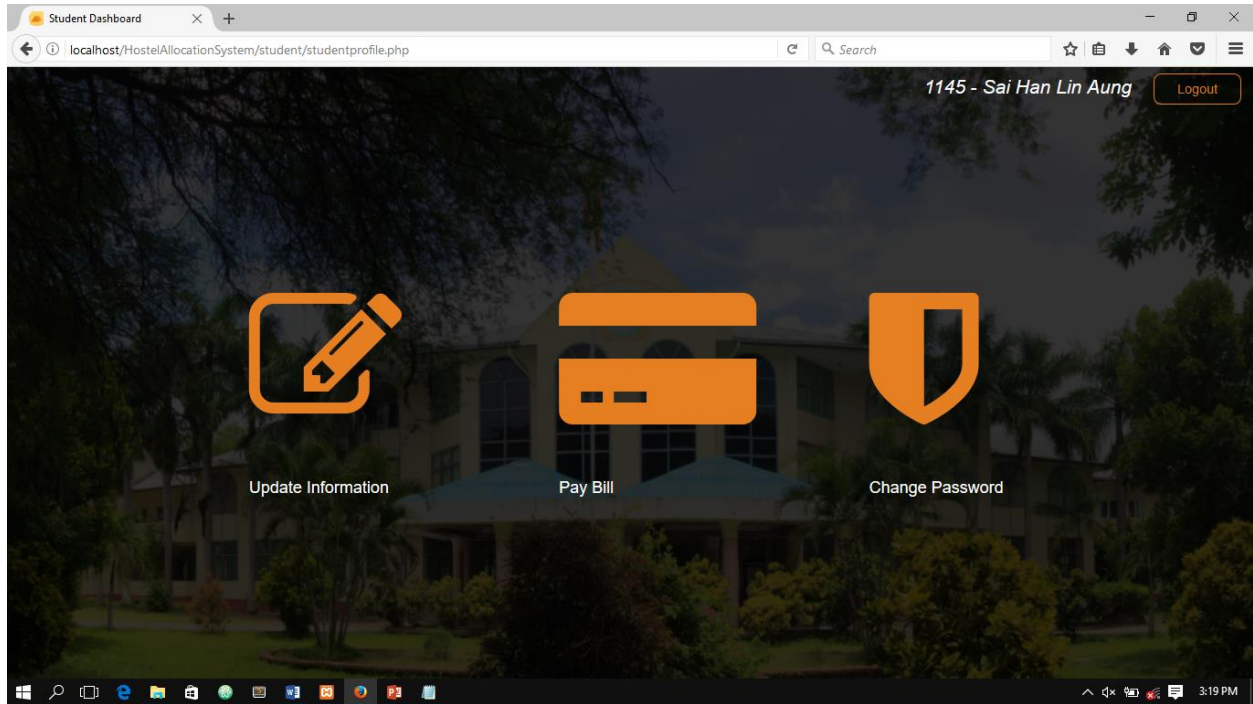 Student Dashboard
localhost/HostelAllocationSystem/student/studentprofile.php
Search
1145 - Sai Han Lin Aung
Logout
Update Information
Pay Bill
Change Password
3:19 PM